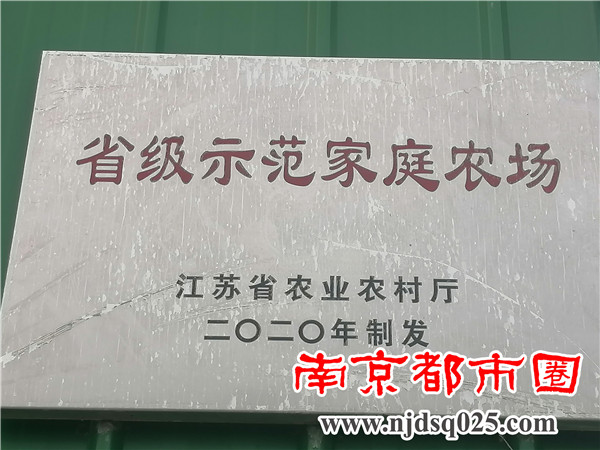 省级示范家庭农场
江苏省农业农村厅
二〇二〇年制发
南京都市圈
www.njdsq025.com